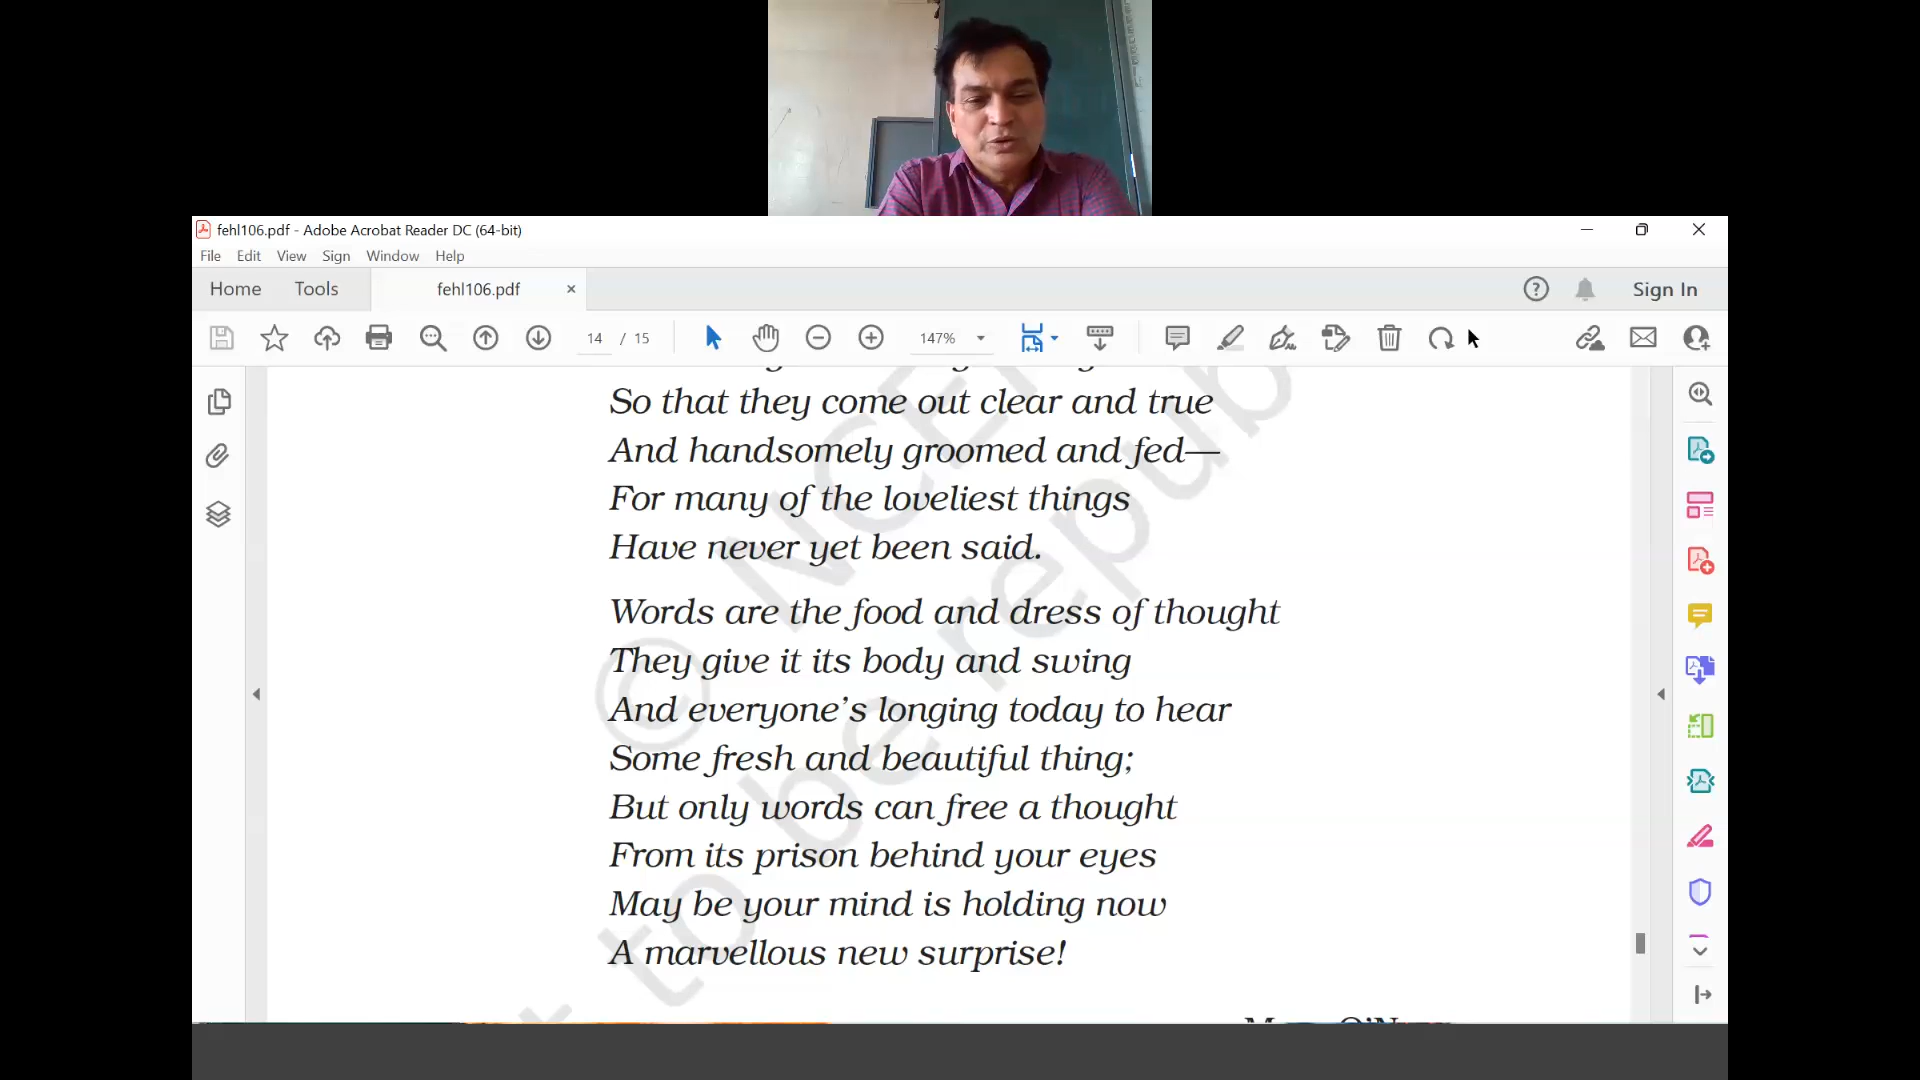 fehl106.pdf - Adobe Acrobat Reader DC (64-bit)
File Edit View Sign Window Help
Home Tools fehl106.pdf Sign In
14 / 15 147%
So that they come out clear and true
And handsomely groomed and fed—
For many of the loveliest things
Have never yet been said.
Words are the food and dress of thought
They give it its body and swing
And everyone's longing today to hear
Some fresh and beautiful thing;
But only words can free a thought
From its prison behind your eyes
May be your mind is holding now
A marvellous new surprise!
© NCE
to be repub